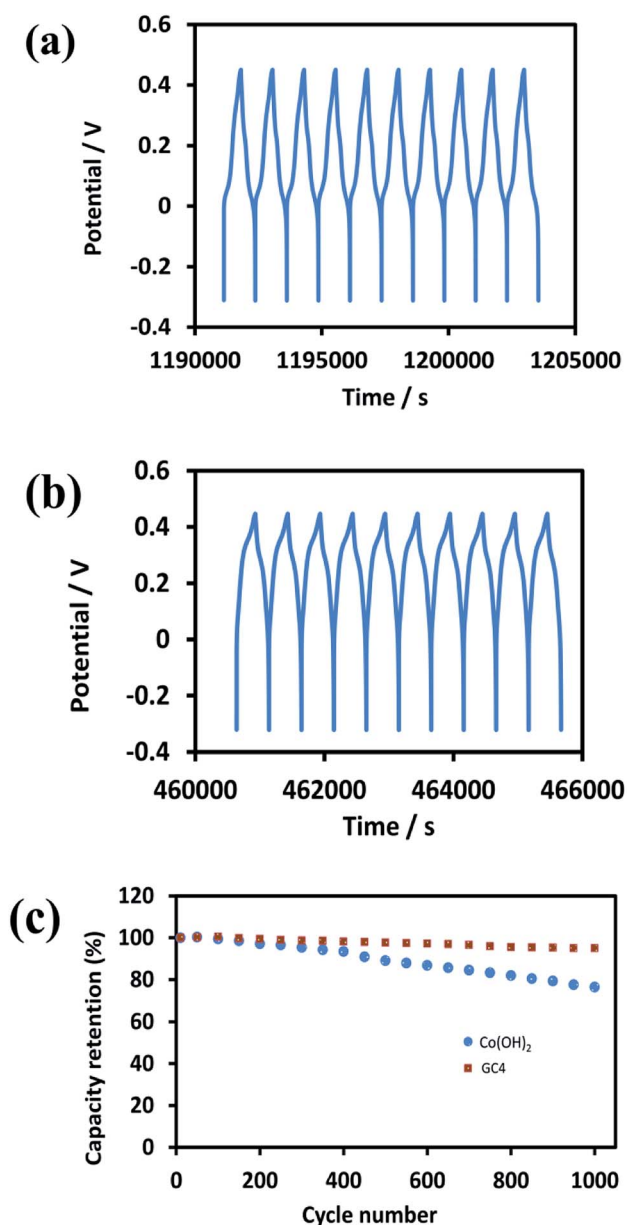 (a)
0.6
0.4
0.2
0
-0.2
-0.4
Potential / V
1190000 1195000 1200000 1205000
Time / s
(b)
0.6
0.4
0.2
0
-0.2
-0.4
Potential / V
460000 462000 464000 466000
Time / s
(c)
120
100
80
60
40
20
0
Capacity retention (%)
Co(OH)₂
GC4
0 200 400 600 800 1000
Cycle number